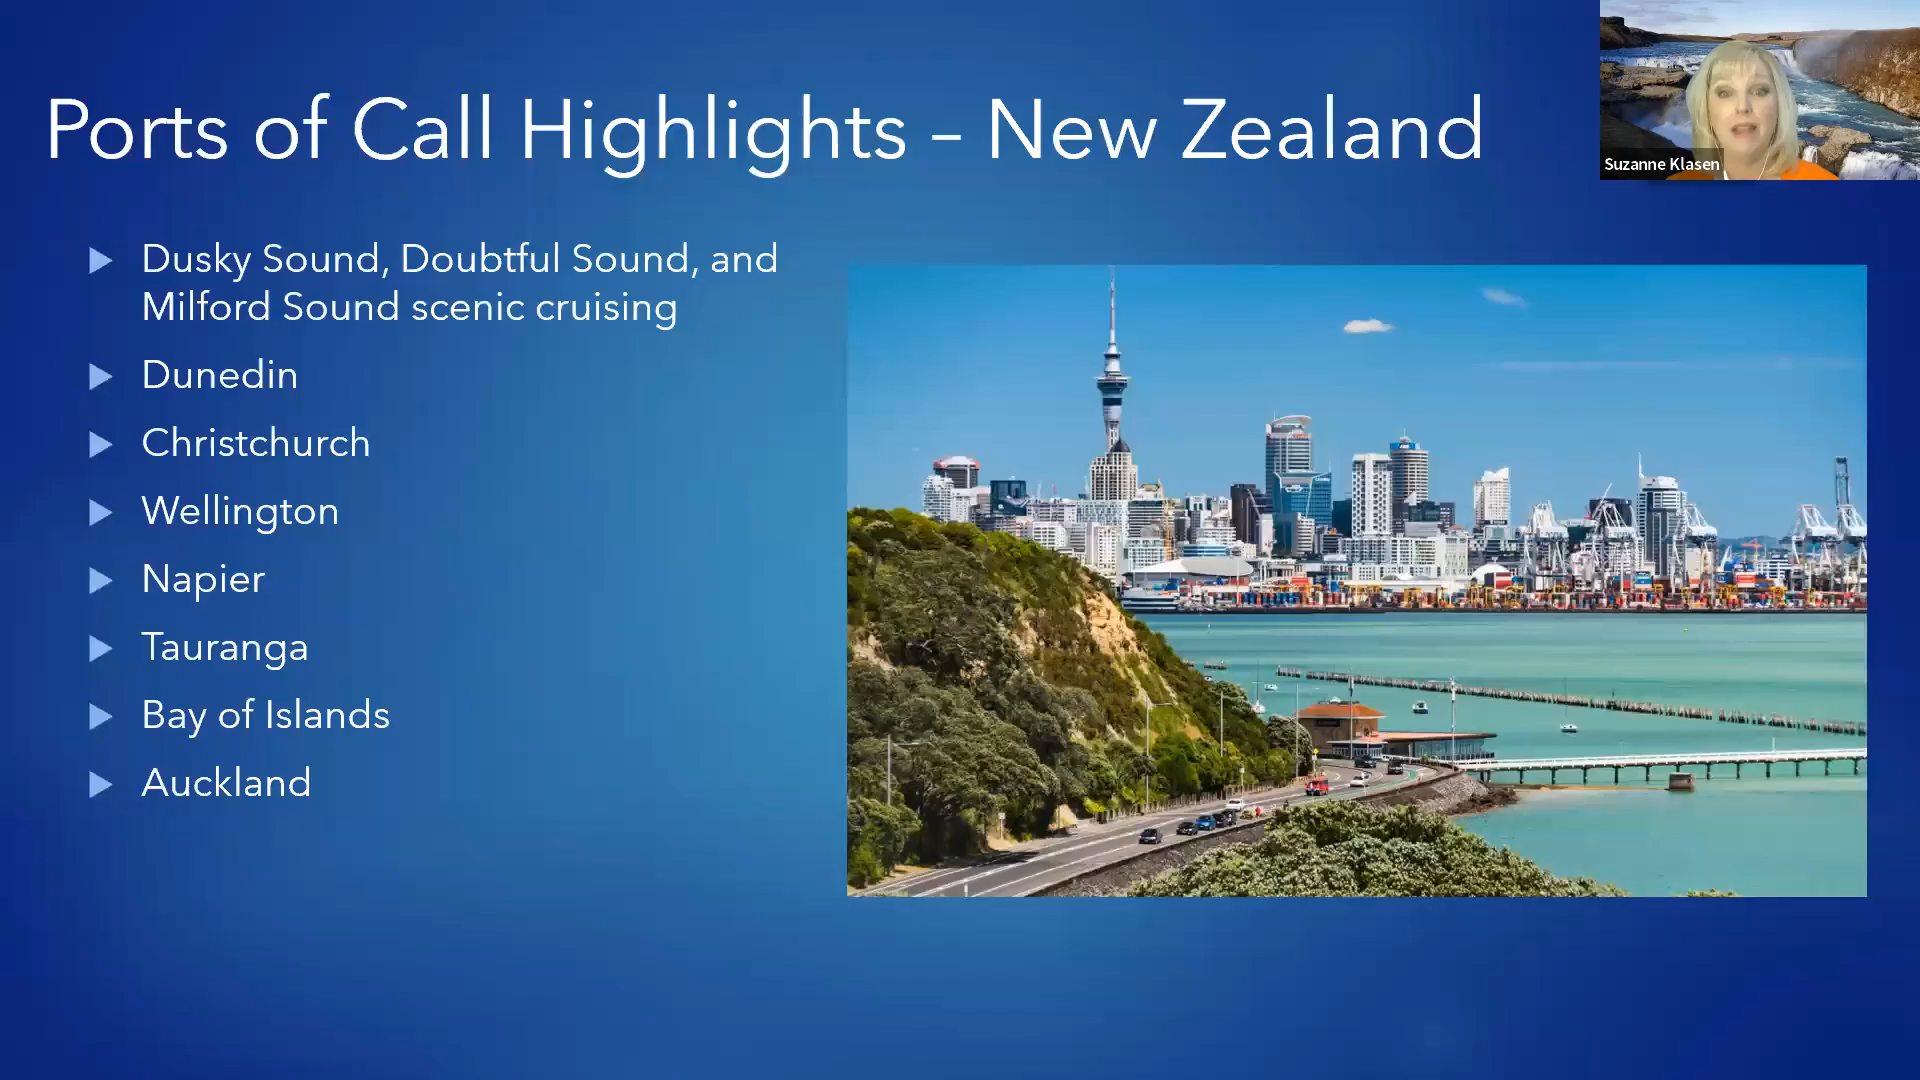 Ports of Call Highlights – New Zealand
Suzanne Klasen
Dusky Sound, Doubtful Sound, and
Milford Sound scenic cruising
Dunedin
Christchurch
Wellington
Napier
Tauranga
Bay of Islands
Auckland